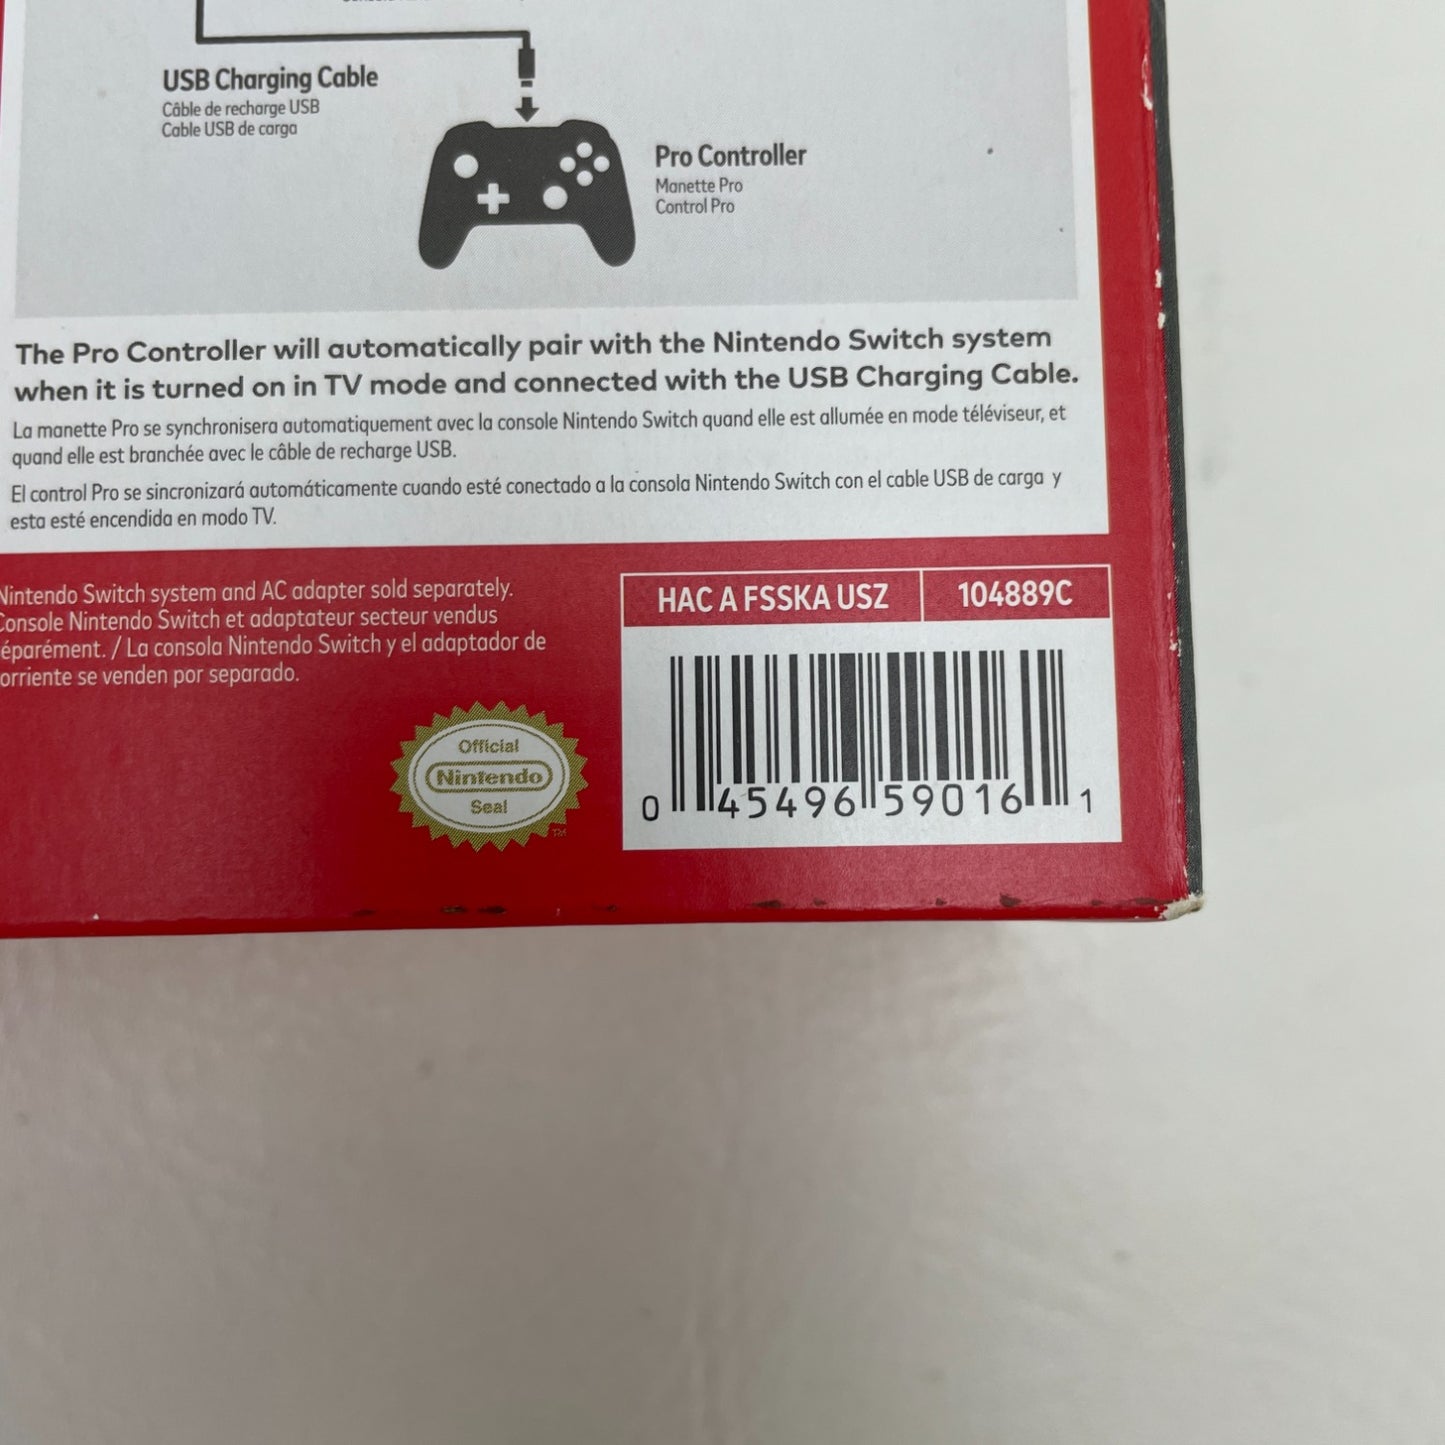 USB Charging Cable
Câble de recharge USB
Cable USB de carga
Pro Controller
Manette Pro
Control Pro
The Pro Controller will automatically pair with the Nintendo Switch system
when it is turned on in TV mode and connected with the USB Charging Cable.
La manette Pro se synchronisera automatiquement avec la console Nintendo Switch quand elle est allumée en mode téléviseur, et
quand elle est branchée avec le câble de recharge USB.
El control Pro se sincronizará automáticamente cuando esté conectado a la consola Nintendo Switch con el cable USB de carga y
esta esté encendida en modo TV.
Nintendo Switch system and AC adapter sold separately.
Console Nintendo Switch et adaptateur secteur vendus
éparément. / La consola Nintendo Switch y el adaptador de
orriente se venden por separado.
HAC A FSSKA USZ
104889C
Official
Nintendo
Seal
TM
0 45496 59016 1